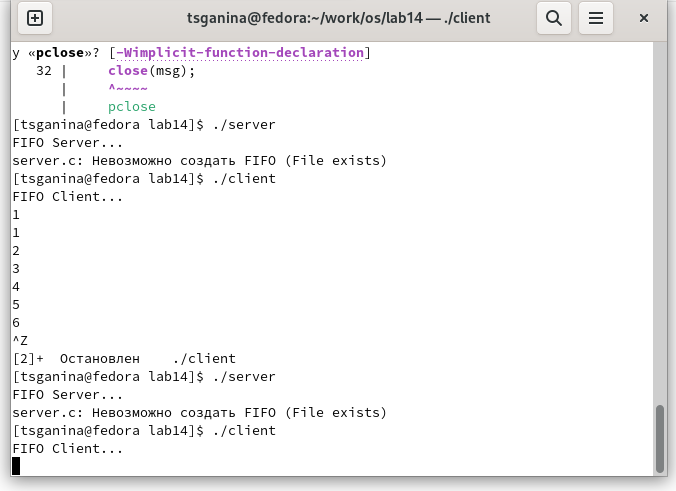 tsganina@fedora:~/work/os/lab14 — ./client
у «pclose»? [-Wimplicit-function-declaration]
   32 |     close(msg);
      |     ^~~~~
      |     pclose
[tsganina@fedora lab14]$ ./server
FIFO Server...
server.c: Невозможно создать FIFO (File exists)
[tsganina@fedora lab14]$ ./client
FIFO Client...
1
1
2
3
4
5
6
^Z
[2]+  Остановлен    ./client
[tsganina@fedora lab14]$ ./server
FIFO Server...
server.c: Невозможно создать FIFO (File exists)
[tsganina@fedora lab14]$ ./client
FIFO Client...